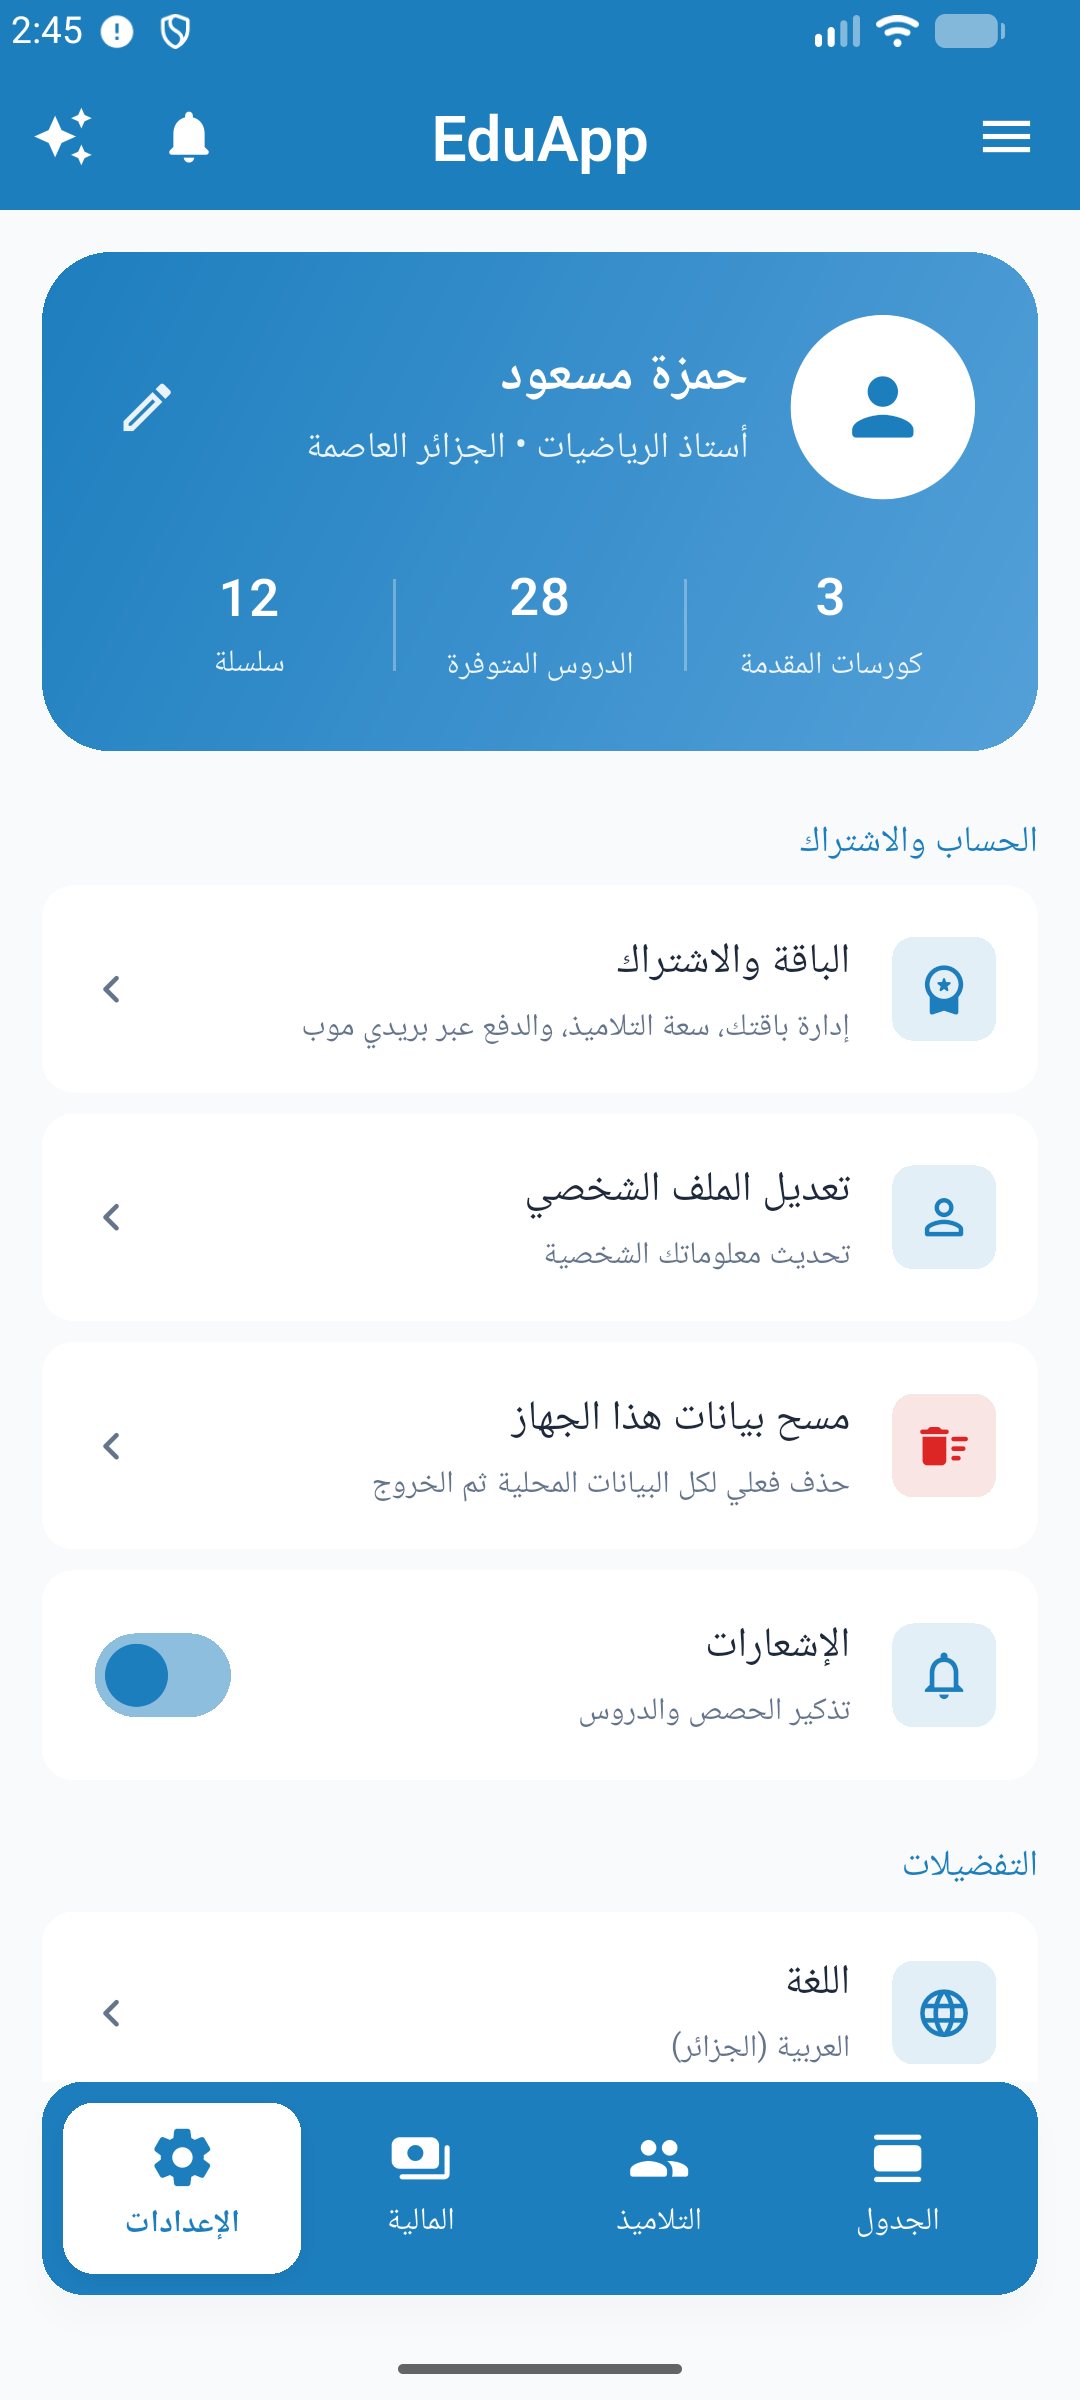 2:45
EduApp
حمزة مسعود
أستاذ الرياضيات • الجزائر العاصمة
3
كورسات المقدمة
28
الدروس المتوفرة
12
سلسلة
الحساب والاشتراك
الباقة والاشتراك
إدارة باقتك، سعة التلاميذ، والدفع عبر بريدي موب
تعديل الملف الشخصي
تحديث معلوماتك الشخصية
مسح بيانات هذا الجهاز
حذف فعلي لكل البيانات المحلية ثم الخروج
الإشعارات
تذكير الحصص والدروس
التفضيلات
اللغة
العربية (الجزائر)
الجدول
التلاميذ
المالية
الإعدادات